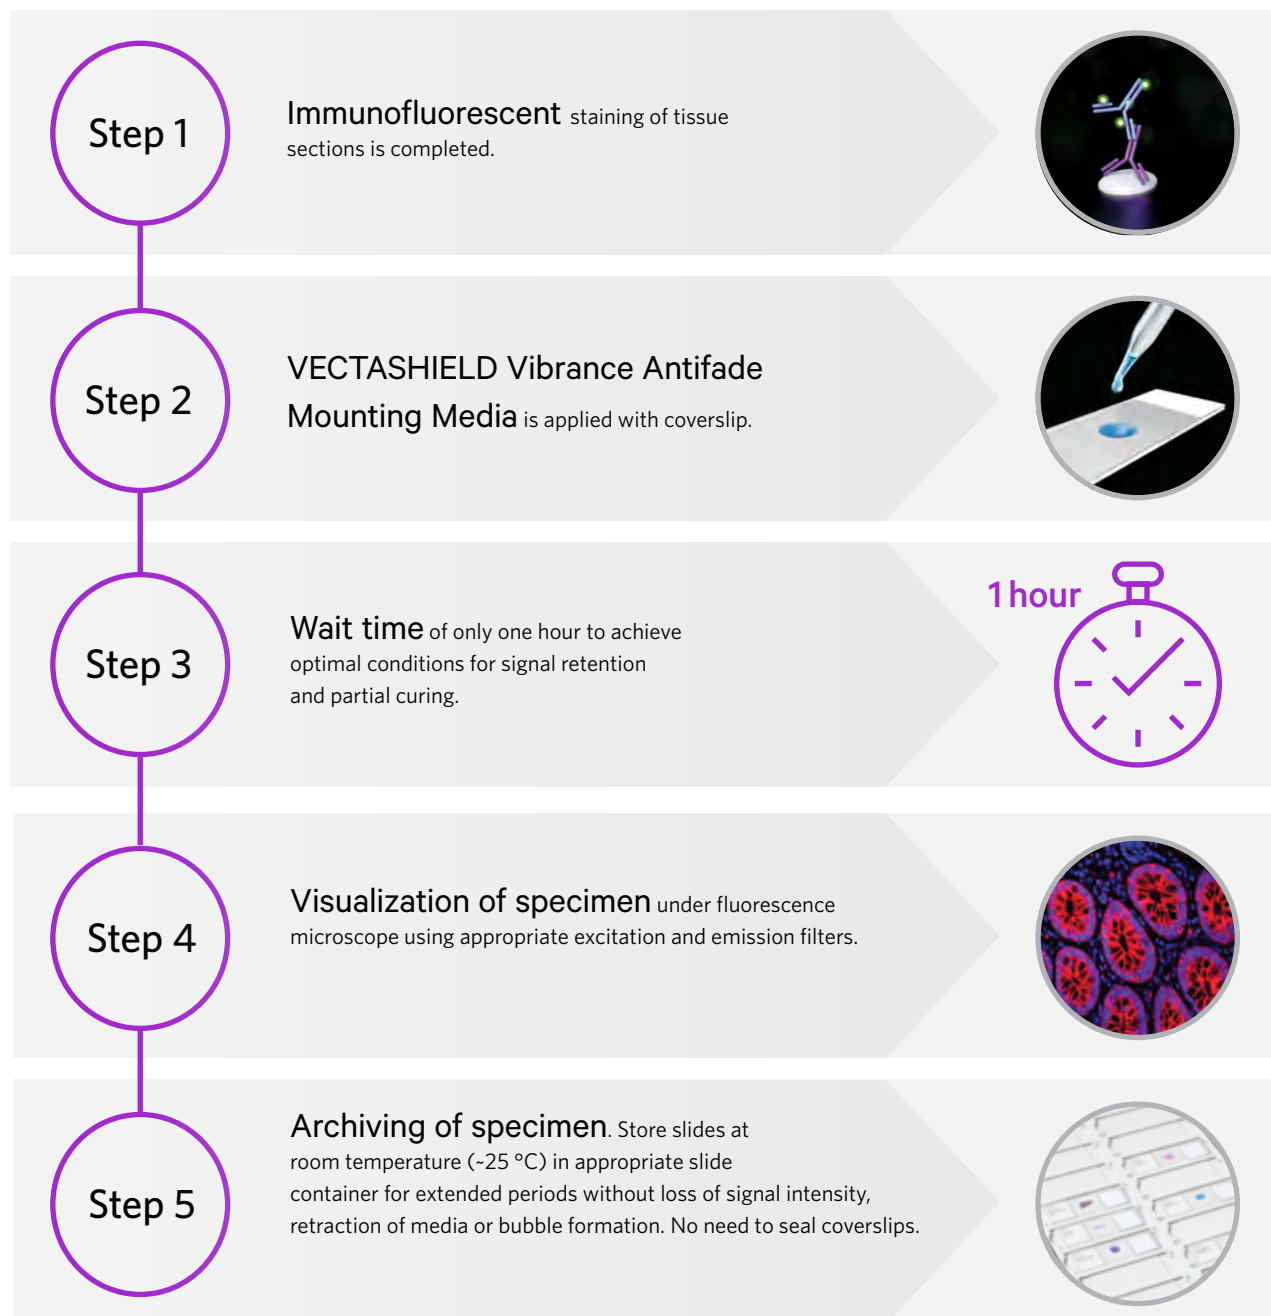 Step 1
Immunofluorescent staining of tissue
sections is completed.
Step 2
VECTASHIELD Vibrance Antifade
Mounting Media is applied with coverslip.
Step 3
Wait time of only one hour to achieve
optimal conditions for signal retention
and partial curing.
1 hour
Step 4
Visualization of specimen under fluorescence
microscope using appropriate excitation and emission filters.
Step 5
Archiving of specimen. Store slides at
room temperature (~25 °C) in appropriate slide
container for extended periods without loss of signal intensity,
retraction of media or bubble formation. No need to seal coverslips.